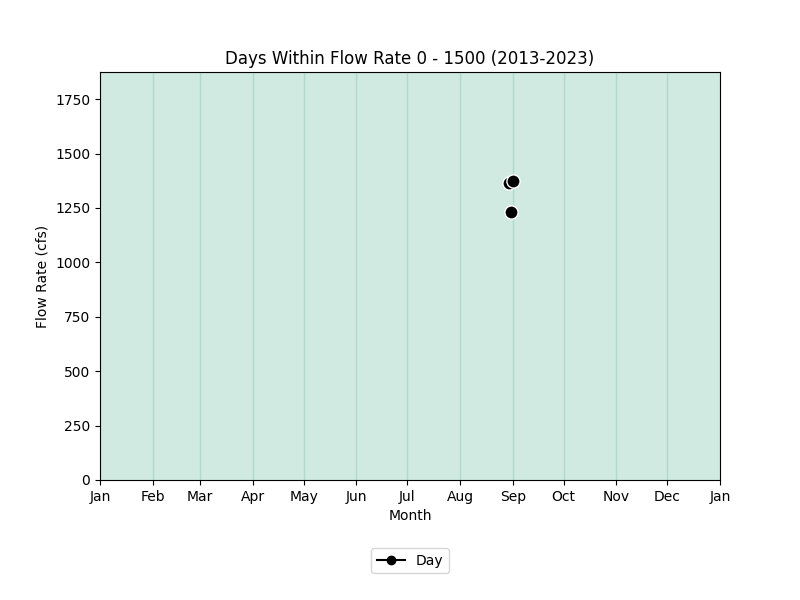 Days Within Flow Rate 0 - 1500 (2013-2023)
1750
1500
1250
1000
750
500
250
0
Flow Rate (cfs)
Jan Feb Mar Apr May Jun Jul Aug Sep Oct Nov Dec Jan
Month
Day